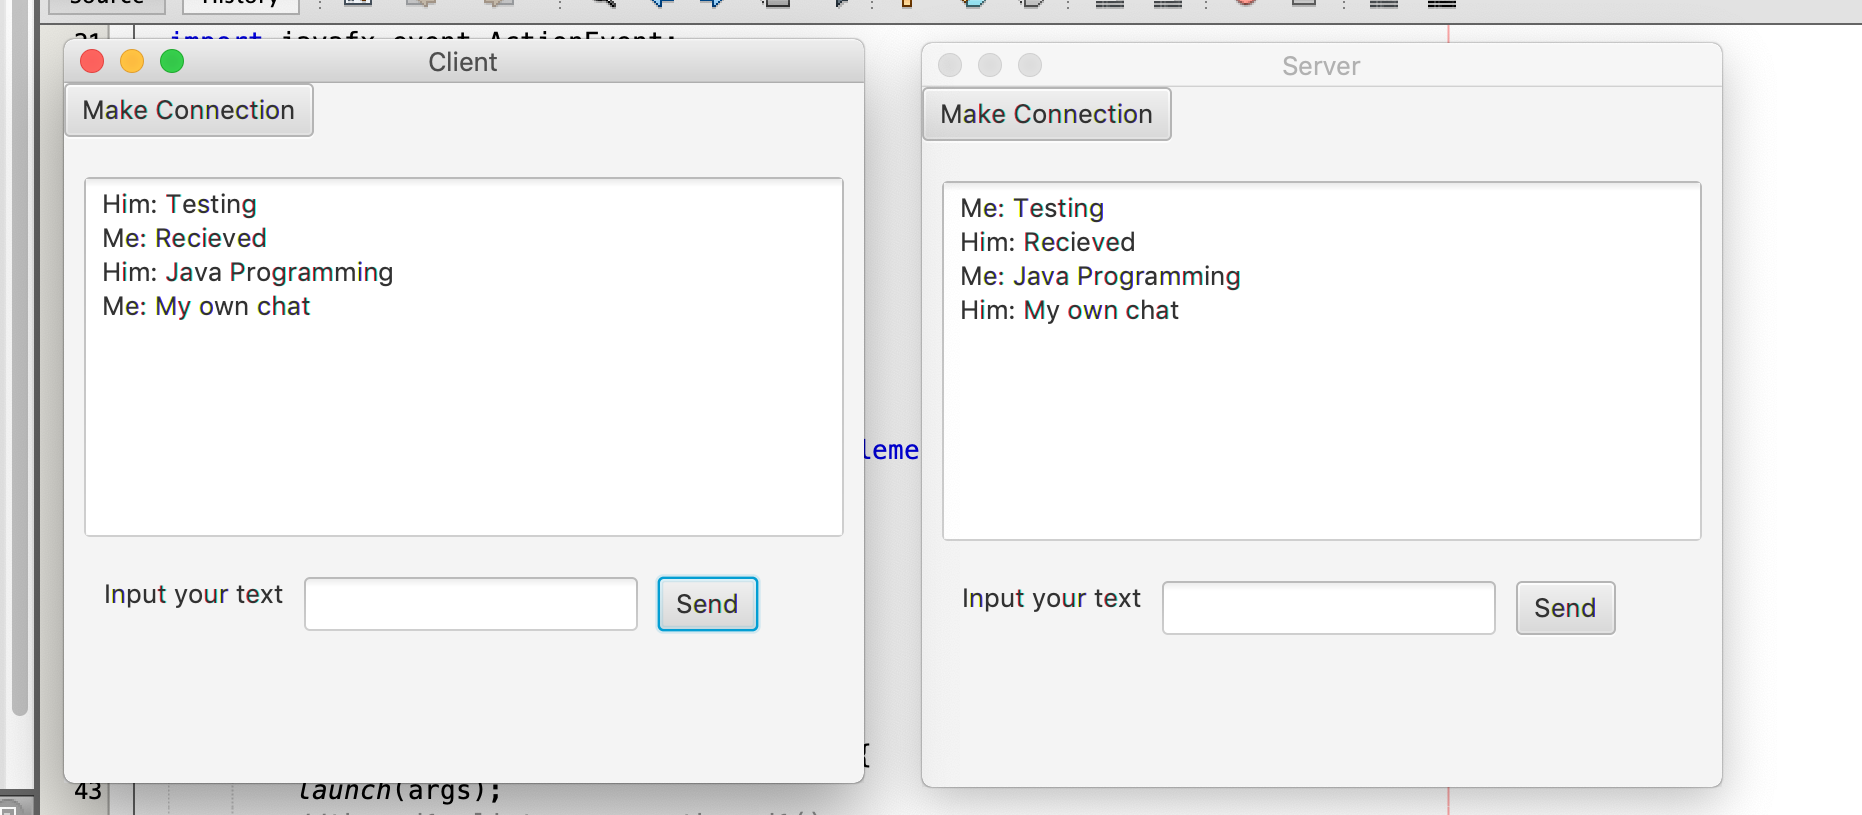 Source History
31 import javafx.event.ActionEvent;
Client
Make Connection
Him: Testing
Me: Recieved
Him: Java Programming
Me: My own chat
Input your text Send
Server
Make Connection
Me: Testing
Him: Recieved
Me: Java Programming
Him: My own chat
Input your text Send
leme
{
43 launch(args);